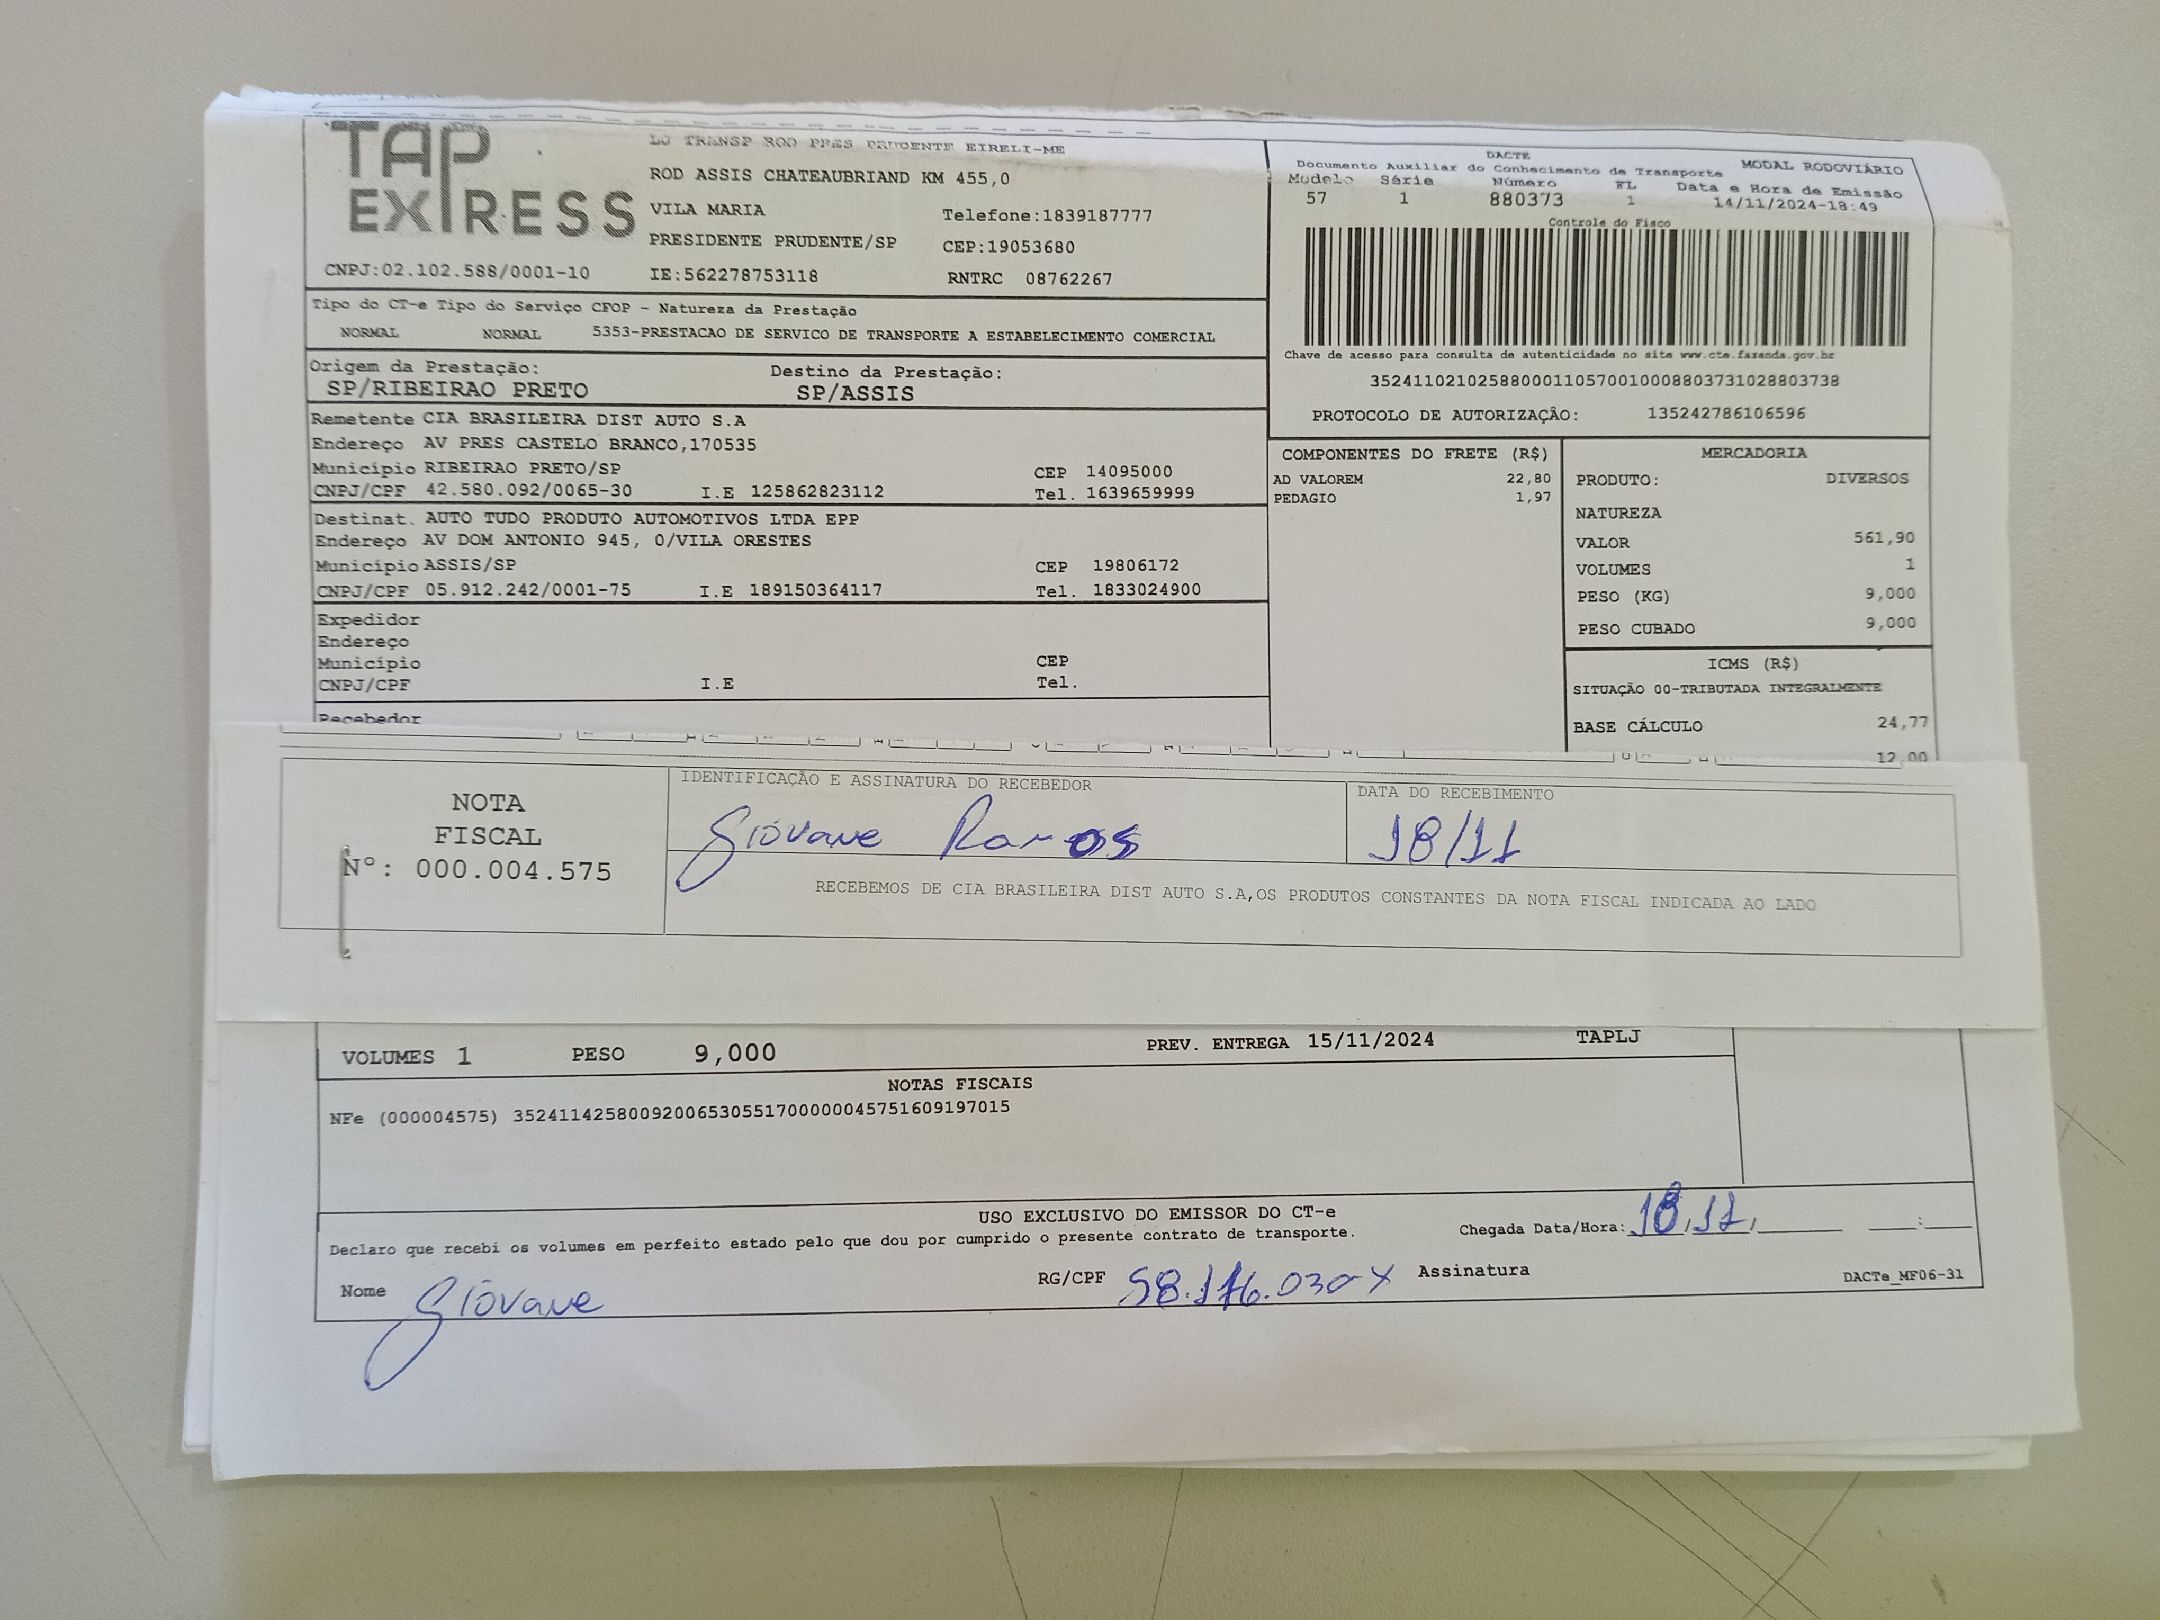 TAP
EXPRESS
LJ TRANSP ROD PRES PRUDENTE EIRELI-ME
ROD ASSIS CHATEAUBRIAND KM 455,0
VILA MARIA Telefone:1839187777
PRESIDENTE PRUDENTE/SP CEP:19053680
CNPJ:02.102.588/0001-10 IE:562278753118 RNTRC 08762267
DACTE
Documento Auxiliar do Conhecimento de Transporte MODAL RODOVIÁRIO
Modelo Série Número FL Data e Hora de Emissão
57 1 880373 1 14/11/2024-18:49
Controle do Fisco
Chave de acesso para consulta de autenticidade no site www.cte.fazenda.gov.br
35241102102588000110570010008803731028803738
PROTOCOLO DE AUTORIZAÇÃO: 135242786106596
Tipo do CT-e Tipo do Serviço CFOP - Natureza da Prestação
NORMAL NORMAL 5353-PRESTACAO DE SERVICO DE TRANSPORTE A ESTABELECIMENTO COMERCIAL
Origem da Prestação: Destino da Prestação:
SP/RIBEIRAO PRETO SP/ASSIS
Remetente CIA BRASILEIRA DIST AUTO S.A
Endereço AV PRES CASTELO BRANCO,170535
Município RIBEIRAO PRETO/SP CEP 14095000
CNPJ/CPF 42.580.092/0065-30 I.E 125862823112 Tel. 1639659999
Destinat. AUTO TUDO PRODUTO AUTOMOTIVOS LTDA EPP
Endereço AV DOM ANTONIO 945, 0/VILA ORESTES
Município ASSIS/SP CEP 19806172
CNPJ/CPF 05.912.242/0001-75 I.E 189150364117 Tel. 1833024900
Expedidor
Endereço
Município CEP
CNPJ/CPF I.E Tel.
Recebedor
COMPONENTES DO FRETE (R$)
AD VALOREM 22,80
PEDAGIO 1,97
MERCADORIA
PRODUTO: DIVERSOS
NATUREZA
VALOR 561,90
VOLUMES 1
PESO (KG) 9,000
PESO CUBADO 9,000
ICMS (R$)
SITUAÇÃO 00-TRIBUTADA INTEGRALMENTE
BASE CÁLCULO 24,77
12,00
NOTA
FISCAL
N°: 000.004.575
IDENTIFICAÇÃO E ASSINATURA DO RECEBEDOR
Giovane Ramos
DATA DO RECEBIMENTO
18/11
RECEBEMOS DE CIA BRASILEIRA DIST AUTO S.A,OS PRODUTOS CONSTANTES DA NOTA FISCAL INDICADA AO LADO
VOLUMES 1 PESO 9,000 PREV. ENTREGA 15/11/2024 TAPLJ
NOTAS FISCAIS
NFe (000004575) 35241142580092006530551700000045751609197015
USO EXCLUSIVO DO EMISSOR DO CT-e
Declaro que recebi os volumes em perfeito estado pelo que dou por cumprido o presente contrato de transporte.
Chegada Data/Hora: 18/11/ :
Nome Giovane RG/CPF 58.176.030-X Assinatura
DACTe_MF06-31